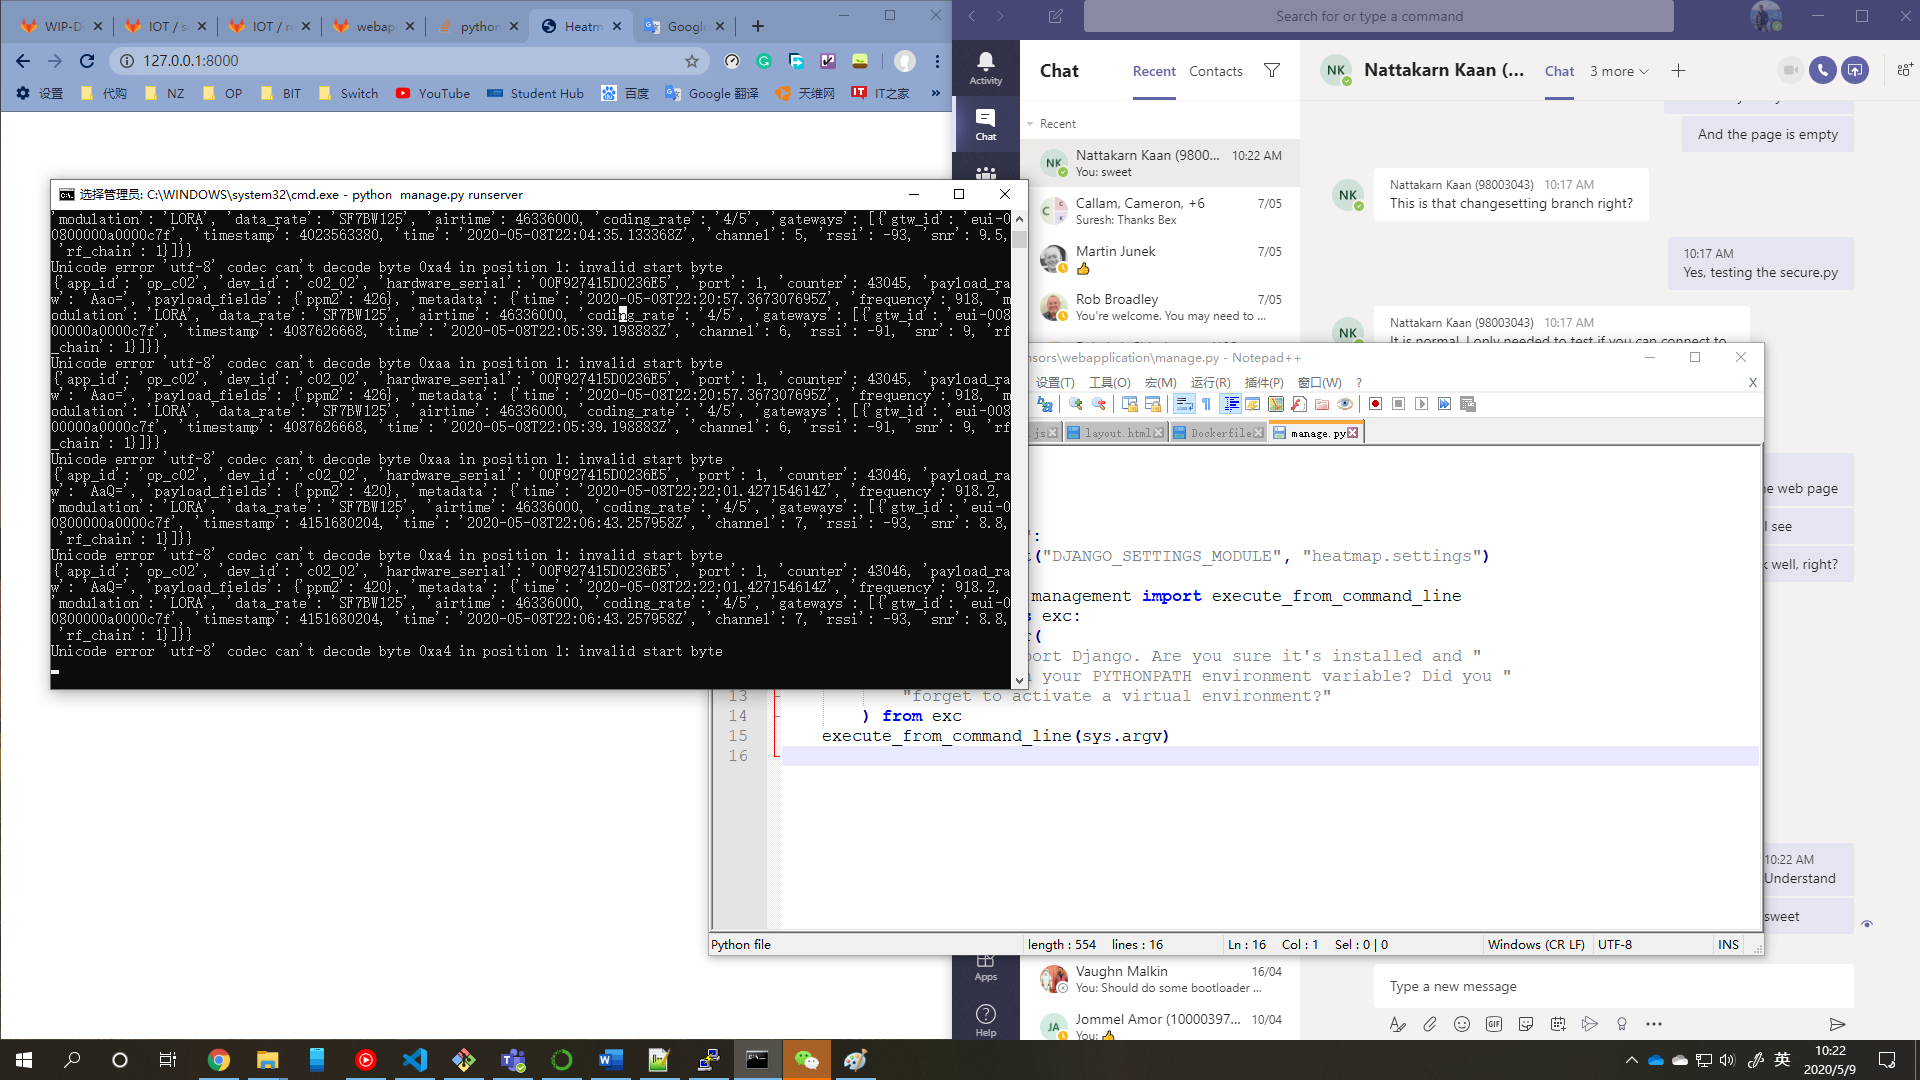 WIP-D
IOT / s
IOT / r
webap
python
Heatm
Google
127.0.0.1:8000
设置
代购
NZ
OP
BIT
Switch
YouTube
Student Hub
百度
Google 翻译
天维网
IT之家
»
选择管理员: C:\WINDOWS\system32\cmd.exe - python  manage.py runserver
'modulation': 'LORA', 'data_rate': 'SF7BW125', 'airtime': 46336000, 'coding_rate': '4/5', 'gateways': [{'gtw_id': 'eui-0
0800000a0000c7f', 'timestamp': 4023563380, 'time': '2020-05-08T22:04:35.133368Z', 'channel': 5, 'rssi': -93, 'snr': 9.5,
 'rf_chain': 1}]}}
Unicode error 'utf-8' codec can't decode byte 0xa4 in position 1: invalid start byte
{'app_id': 'op_c02', 'dev_id': 'c02_02', 'hardware_serial': '00F927415D0236E5', 'port': 1, 'counter': 43045, 'payload_ra
w': 'Aao=', 'payload_fields': {'ppm2': 426}, 'metadata': {'time': '2020-05-08T22:20:57.367307695Z', 'frequency': 918, 'm
odulation': 'LORA', 'data_rate': 'SF7BW125', 'airtime': 46336000, 'coding_rate': '4/5', 'gateways': [{'gtw_id': 'eui-008
00000a0000c7f', 'timestamp': 4087626668, 'time': '2020-05-08T22:05:39.198883Z', 'channel': 6, 'rssi': -91, 'snr': 9, 'rf
_chain': 1}]}}
Unicode error 'utf-8' codec can't decode byte 0xaa in position 1: invalid start byte
{'app_id': 'op_c02', 'dev_id': 'c02_02', 'hardware_serial': '00F927415D0236E5', 'port': 1, 'counter': 43045, 'payload_ra
w': 'Aao=', 'payload_fields': {'ppm2': 426}, 'metadata': {'time': '2020-05-08T22:20:57.367307695Z', 'frequency': 918, 'm
odulation': 'LORA', 'data_rate': 'SF7BW125', 'airtime': 46336000, 'coding_rate': '4/5', 'gateways': [{'gtw_id': 'eui-008
00000a0000c7f', 'timestamp': 4087626668, 'time': '2020-05-08T22:05:39.198883Z', 'channel': 6, 'rssi': -91, 'snr': 9, 'rf
_chain': 1}]}}
Unicode error 'utf-8' codec can't decode byte 0xaa in position 1: invalid start byte
{'app_id': 'op_c02', 'dev_id': 'c02_02', 'hardware_serial': '00F927415D0236E5', 'port': 1, 'counter': 43046, 'payload_ra
w': 'AaQ=', 'payload_fields': {'ppm2': 420}, 'metadata': {'time': '2020-05-08T22:22:01.427154614Z', 'frequency': 918.2,
'modulation': 'LORA', 'data_rate': 'SF7BW125', 'airtime': 46336000, 'coding_rate': '4/5', 'gateways': [{'gtw_id': 'eui-0
0800000a0000c7f', 'timestamp': 4151680204, 'time': '2020-05-08T22:06:43.257958Z', 'channel': 7, 'rssi': -93, 'snr': 8.8,
 'rf_chain': 1}]}}
Unicode error 'utf-8' codec can't decode byte 0xa4 in position 1: invalid start byte
{'app_id': 'op_c02', 'dev_id': 'c02_02', 'hardware_serial': '00F927415D0236E5', 'port': 1, 'counter': 43046, 'payload_ra
w': 'AaQ=', 'payload_fields': {'ppm2': 420}, 'metadata': {'time': '2020-05-08T22:22:01.427154614Z', 'frequency': 918.2,
'modulation': 'LORA', 'data_rate': 'SF7BW125', 'airtime': 46336000, 'coding_rate': '4/5', 'gateways': [{'gtw_id': 'eui-0
0800000a0000c7f', 'timestamp': 4151680204, 'time': '2020-05-08T22:06:43.257958Z', 'channel': 7, 'rssi': -93, 'snr': 8.8,
 'rf_chain': 1}]}}
Unicode error 'utf-8' codec can't decode byte 0xa4 in position 1: invalid start byte
Search for or type a command
Activity
Chat
Apps
Help
Chat
Recent
Contacts
Recent
NK
Nattakarn Kaan (9800...
10:22 AM
You: sweet
Callam, Cameron, +6
7/05
Suresh: Thanks Bex
Martin Junek
7/05
Rob Broadley
7/05
You're welcome. You may need to ...
Vaughn Malkin
16/04
You: Should do some bootloader ...
JA
Jommel Amor (10000397...
10/04
You:
NK
Nattakarn Kaan (...
Chat
3 more
And the page is empty
NK
Nattakarn Kaan (98003043)
10:17 AM
This is that changesetting branch right?
10:17 AM
Yes, testing the secure.py
NK
Nattakarn Kaan (98003043)
10:17 AM
It is normal. I only needed to test if you can connect to
e web page
I see
k well, right?
10:22 AM
Understand
sweet
Type a new message
nsors\webapplication\manage.py - Notepad++
设置(T)
工具(O)
宏(M)
运行(R)
插件(P)
窗口(W)
?
X
js
layout.html
Dockerfile
manage.py
":
t("DJANGO_SETTINGS_MODULE", "heatmap.settings")
.management import execute_from_command_line
s exc:
r(
port Django. Are you sure it's installed and "
n your PYTHONPATH environment variable? Did you "
13
"forget to activate a virtual environment?"
14
) from exc
15
execute_from_command_line(sys.argv)
16
Python file
length : 554
lines : 16
Ln : 16
Col : 1
Sel : 0 | 0
Windows (CR LF)
UTF-8
INS
英
10:22
2020/5/9